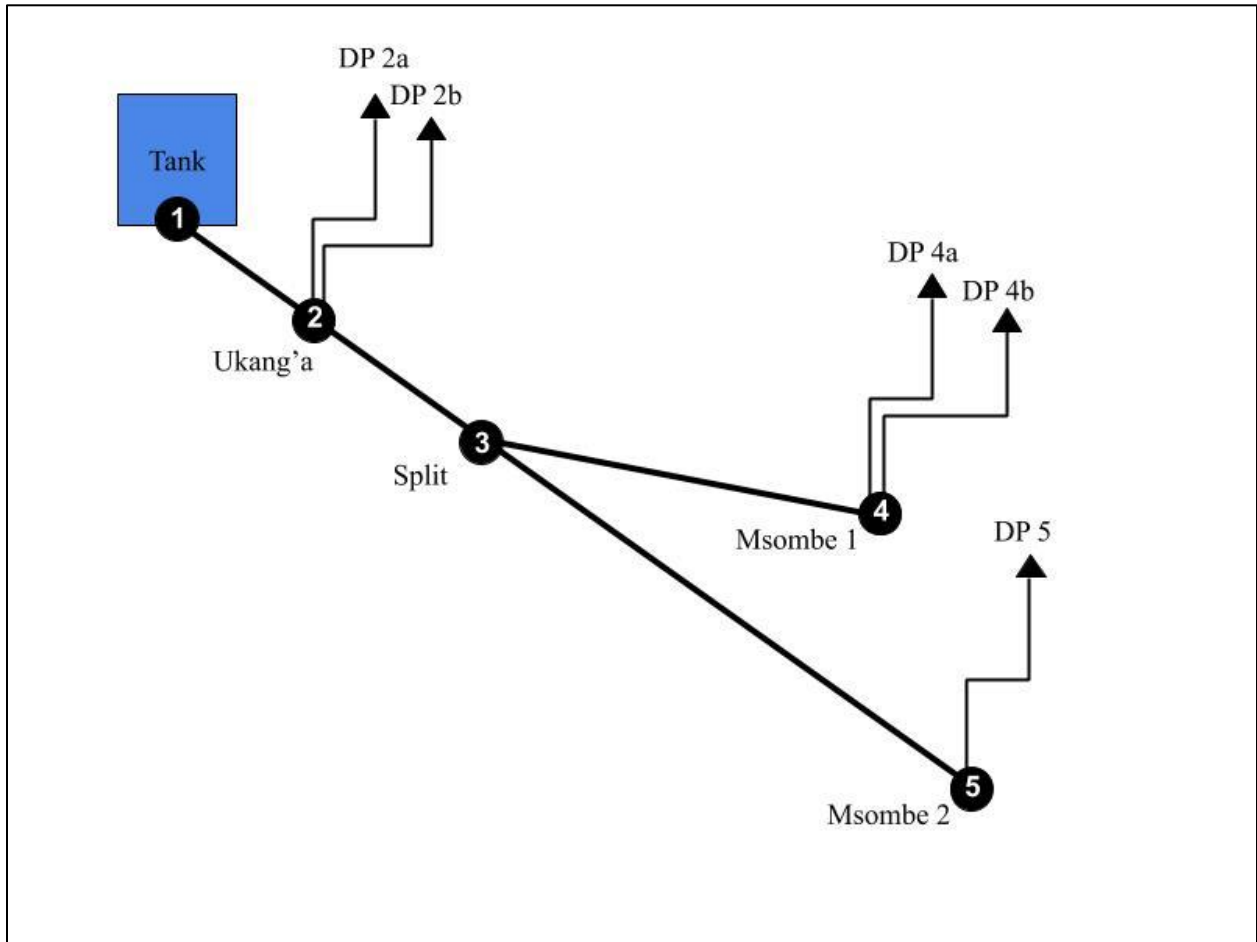 DP 2a
DP 2b
Tank
1
2
Ukang’a
DP 4a
DP 4b
3
Split
4
Msombe 1
DP 5
5
Msombe 2